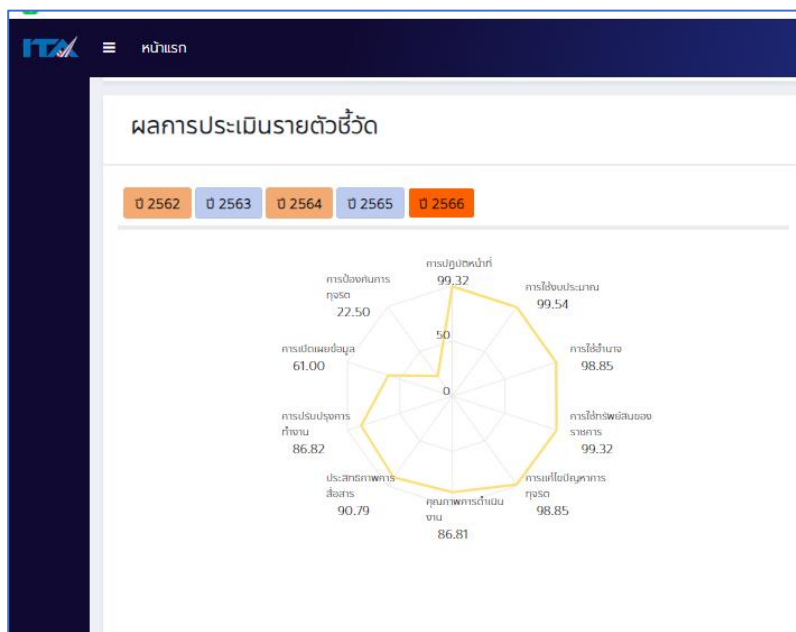 ITA
หน้าแรก
ผลการประเมินรายตัวชี้วัด
ปี 2562
ปี 2563
ปี 2564
ปี 2565
ปี 2566
การปฏิบัติหน้าที่
99.32
การใช้งบประมาณ
99.54
การใช้อำนาจ
98.85
การใช้ทรัพย์สินของ
ราชการ
99.32
การแก้ไขปัญหาการ
ทุจริต
98.85
คุณภาพการดำเนิน
งาน
86.81
ประสิทธิภาพการ
สื่อสาร
90.79
การปรับปรุงการ
ทำงาน
86.82
การเปิดเผยข้อมูล
61.00
การป้องกันการ
ทุจริต
22.50
50
0